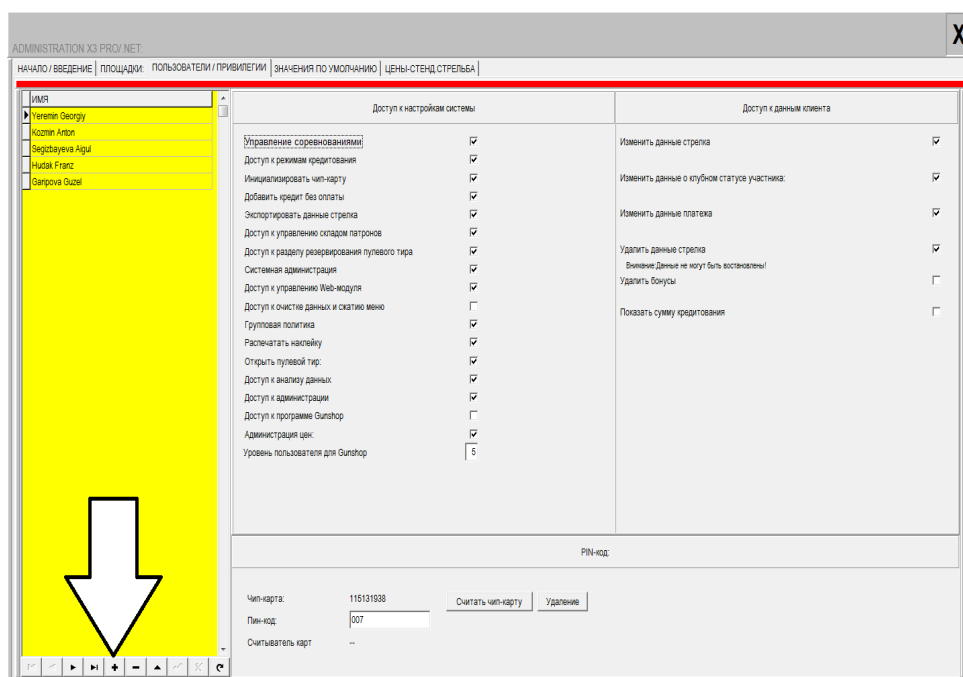 X
ADMINISTRATION X3 PRO/.NET:
НАЧАЛО / ВВЕДЕНИЕ
ПЛОЩАДКИ:
ПОЛЬЗОВАТЕЛИ / ПРИВИЛЕГИИ
ЗНАЧЕНИЯ ПО УМОЛЧАНИЮ
ЦЕНЫ-СТЕНД.СТРЕЛЬБА
ИМЯ
Yeremin Georgiy
Kozmin Anton
Segizbayeva Aigul
Hudak Franz
Garipova Guzel
Доступ к настройкам системы
Управление соревнованиями
Доступ к режимам кредитования
Инициализировать чип-карту
Добавить кредит без оплаты
Экспортировать данные стрелка
Доступ к управлению складом патронов
Доступ к разделу резервирования пулевого тира
Системная администрация
Доступ к управлению Web-модуля
Доступ к очистке данных и сжатию меню
Групповая политика
Распечатать наклейку
Открыть пулевой тир:
Доступ к анализу данных
Доступ к администрации
Доступ к программе Gunshop
Администрация цен:
Уровень пользователя для Gunshop 5
Доступ к данным клиента
Изменить данные стрелка
Изменить данные о клубном статусе участника:
Изменить данные платежа
Удалить данные стрелка
Внимание:Данные не могут быть востановлены!
Удалить бонусы
Показать сумму кредитования
PIN-код:
Чип-карта: 115131938 Считать чип-карту Удаление
Пин-код: 007
Считыватель карт --